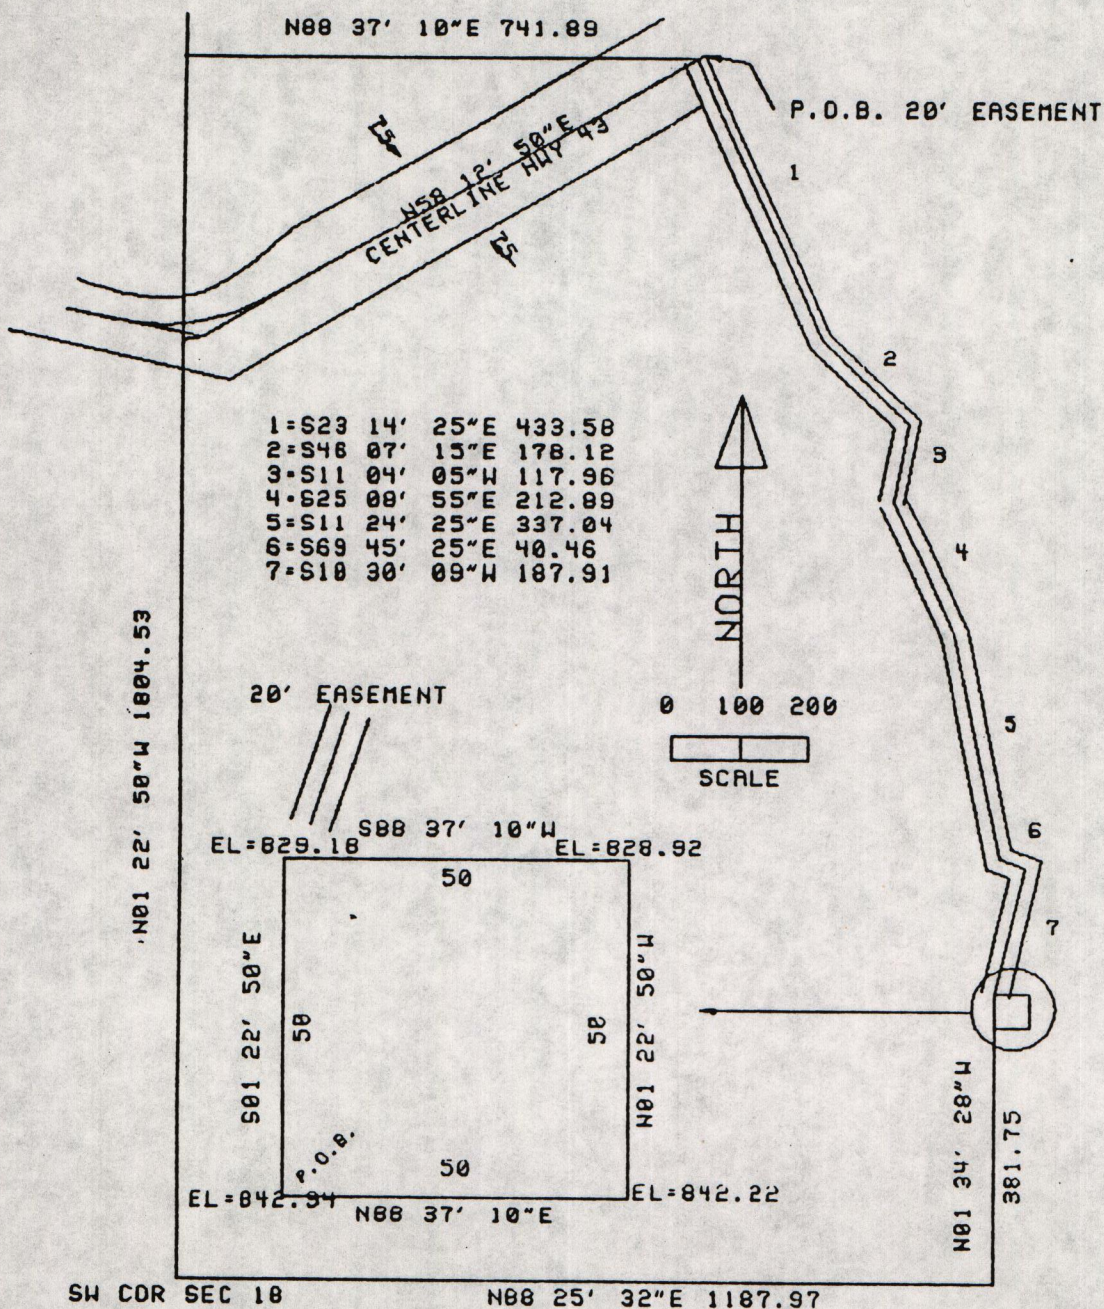 N88 37' 10"E 741.89
P.O.B. 20' EASEMENT
75
N58 12' 50"E
CENTERLINE HWY 43
75
1
2
3
4
5
6
7
1=S23 14' 25"E 433.58
2=S46 07' 15"E 178.12
3=S11 04' 05"W 117.96
4=S25 08' 55"E 212.89
5=S11 24' 25"E 337.04
6=S69 45' 25"E 40.46
7=S18 30' 09"W 187.91
NORTH
0 100 200
SCALE
N01 22' 50"W 1804.53
20' EASEMENT
S88 37' 10"W
EL=829.18
EL=828.92
50
S01 22' 50"E
50
50
N01 22' 50"W
P.O.B.
50
EL=842.94
EL=842.22
N88 37' 10"E
N01 34' 28"W
381.75
SW COR SEC 18
N88 25' 32"E 1187.97